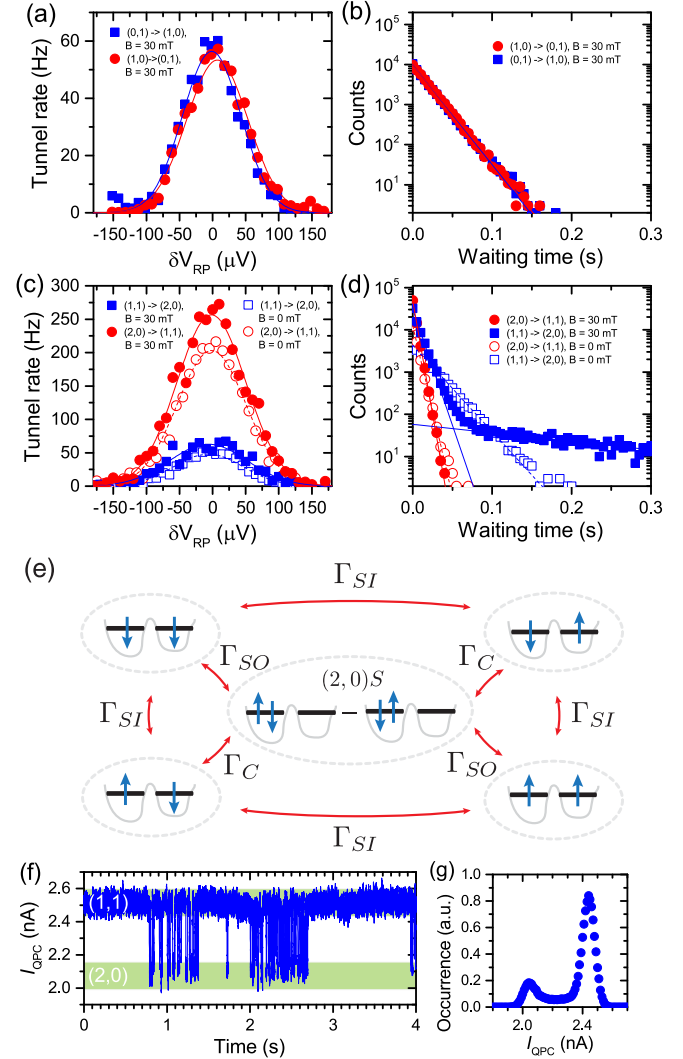 (a)
Tunnel rate (Hz)
60
40
20
0
(0,1) -> (1,0),
B = 30 mT
(1,0)->(0,1),
B = 30 mT
-150 -100 -50 0 50 100 150
δV_RP (μV)
(b)
Counts
10^5
10^4
10^3
10^2
10^1
(1,0) -> (0,1), B = 30 mT
(0,1) -> (1,0), B = 30 mT
0.0 0.1 0.2 0.3
Waiting time (s)
(c)
Tunnel rate (Hz)
300
250
200
150
100
50
0
(1,1) -> (2,0),
B = 30 mT
(2,0) -> (1,1),
B = 30 mT
(1,1) -> (2,0),
B = 0 mT
(2,0) -> (1,1),
B = 0 mT
-150 -100 -50 0 50 100 150
δV_RP (μV)
(d)
Counts
10^5
10^4
10^3
10^2
10^1
(2,0) -> (1,1), B = 30 mT
(1,1) -> (2,0), B = 30 mT
(2,0) -> (1,1), B = 0 mT
(1,1) -> (2,0), B = 0 mT
0.0 0.1 0.2 0.3
Waiting time (s)
(e)
Γ_SI
Γ_SO
Γ_C
(2,0)S
Γ_SI
Γ_SI
Γ_C
Γ_SO
Γ_SI
(f)
I_QPC (nA)
2.6
2.4
2.2
2.0
(1,1)
(2,0)
0 1 2 3 4
Time (s)
(g)
Occurrence (a.u.)
1.0
0.8
0.6
0.4
0.2
0.0
2.0 2.4
I_QPC (nA)